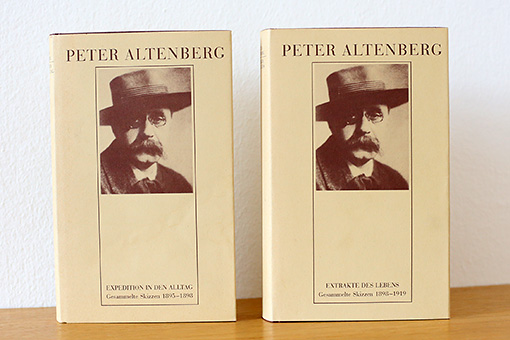 PETER ALTENBERG
EXPEDITION IN DEN ALLTAG
Gesammelte Skizzen 1895–1898
PETER ALTENBERG
EXTRAKTE DES LEBENS
Gesammelte Skizzen 1898–1919